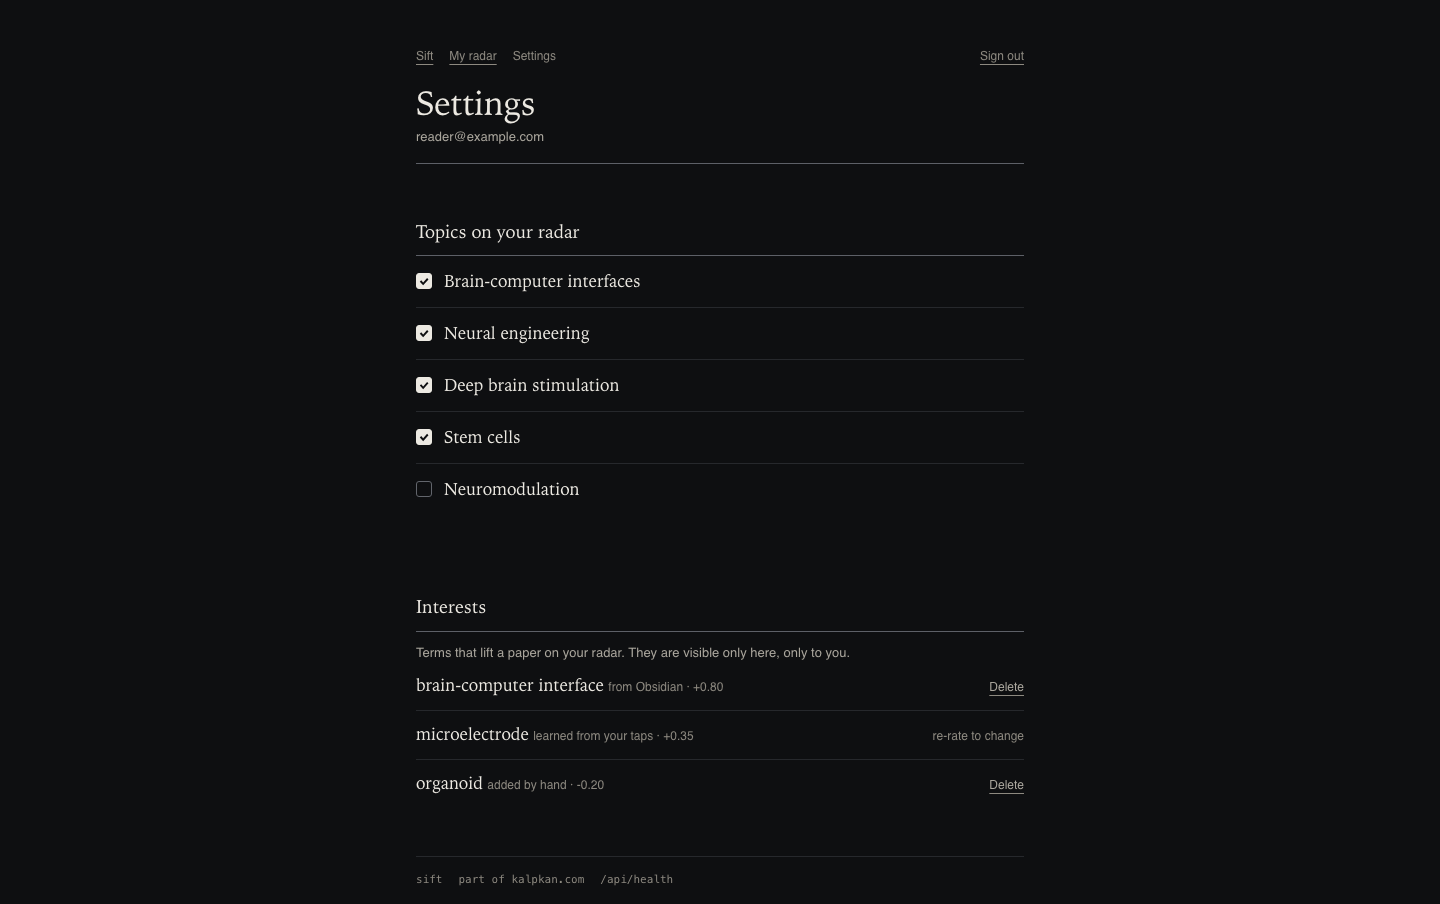 Sift My radar Settings Sign out
Settings
reader@example.com
Topics on your radar
Brain-computer interfaces
Neural engineering
Deep brain stimulation
Stem cells
Neuromodulation
Interests
Terms that lift a paper on your radar. They are visible only here, only to you.
brain-computer interface from Obsidian · +0.80 Delete
microelectrode learned from your taps · +0.35 re-rate to change
organoid added by hand · -0.20 Delete
sift part of kalpkan.com /api/health